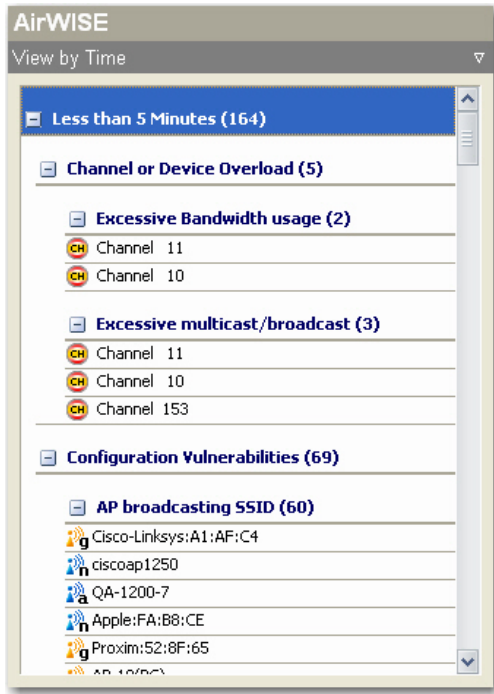 AirWISE
View by Time
Less than 5 Minutes (164)
Channel or Device Overload (5)
Excessive Bandwidth usage (2)
CH Channel 11
CH Channel 10
Excessive multicast/broadcast (3)
CH Channel 11
CH Channel 10
CH Channel 153
Configuration Vulnerabilities (69)
AP broadcasting SSID (60)
g Cisco-Linksys:A1:AF:C4
n ciscoap1250
a QA-1200-7
n Apple:FA:B8:CE
g Proxim:52:8F:65